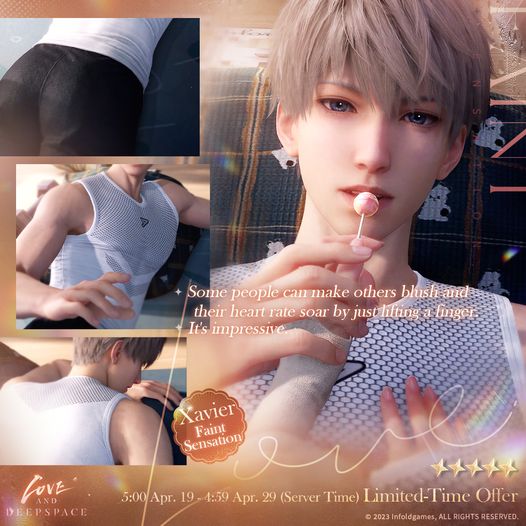 Some people can make others blush and
their heart rate soar by just lifting a finger.
It's impressive...
Xavier
Faint
Sensation
LOVE
AND
DEEPSPACE
5:00 Apr. 19 - 4:59 Apr. 29 (Server Time) Limited-Time Offer
© 2023 Infoldgames, ALL RIGHTS RESERVED.